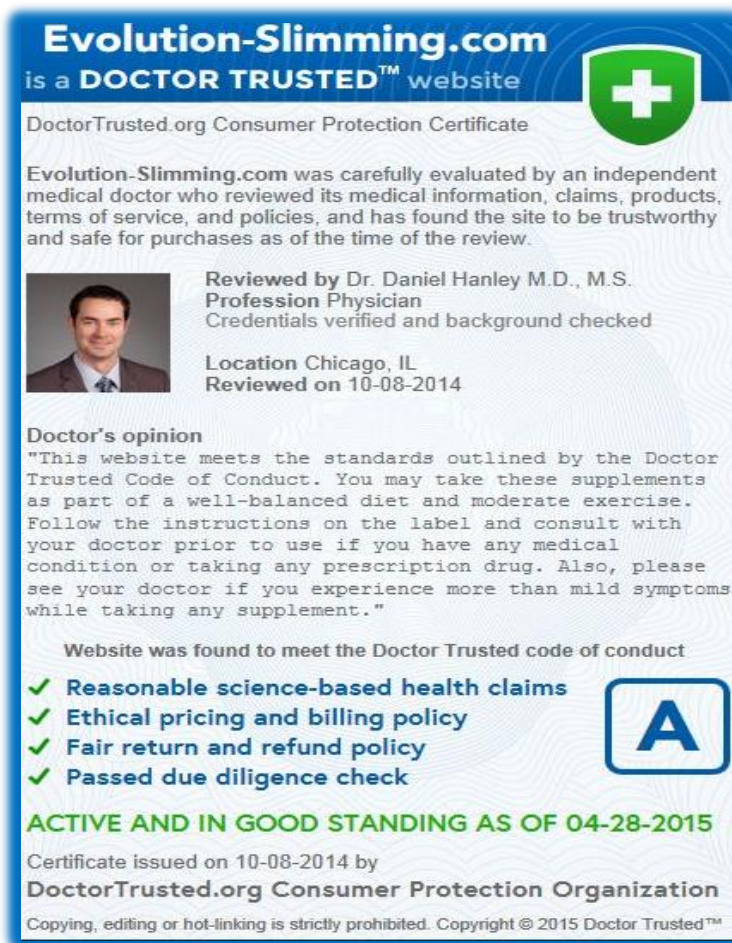 Evolution-Slimming.com
is a DOCTOR TRUSTED™ website
DoctorTrusted.org Consumer Protection Certificate
Evolution-Slimming.com was carefully evaluated by an independent
medical doctor who reviewed its medical information, claims, products,
terms of service, and policies, and has found the site to be trustworthy
and safe for purchases as of the time of the review.
Reviewed by Dr. Daniel Hanley M.D., M.S.
Profession Physician
Credentials verified and background checked
Location Chicago, IL
Reviewed on 10-08-2014
Doctor's opinion
"This website meets the standards outlined by the Doctor
Trusted Code of Conduct. You may take these supplements
as part of a well-balanced diet and moderate exercise.
Follow the instructions on the label and consult with
your doctor prior to use if you have any medical
condition or taking any prescription drug. Also, please
see your doctor if you experience more than mild symptoms
while taking any supplement."
Website was found to meet the Doctor Trusted code of conduct
✓ Reasonable science-based health claims
✓ Ethical pricing and billing policy
✓ Fair return and refund policy
✓ Passed due diligence check
A
ACTIVE AND IN GOOD STANDING AS OF 04-28-2015
Certificate issued on 10-08-2014 by
DoctorTrusted.org Consumer Protection Organization
Copying, editing or hot-linking is strictly prohibited. Copyright © 2015 Doctor Trusted™